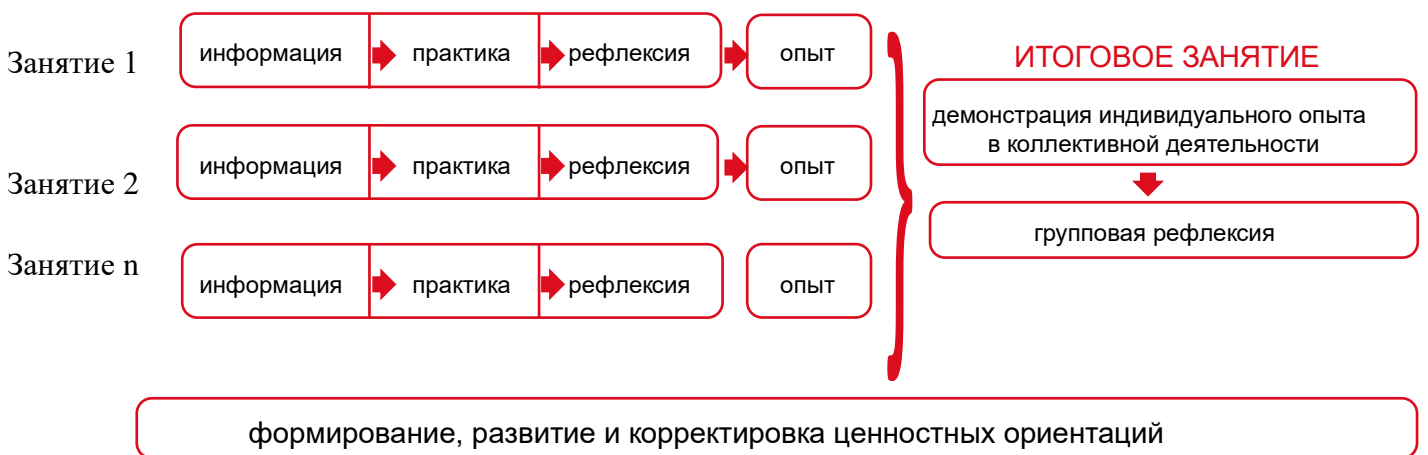 Занятие 1
информация
практика
рефлексия
опыт
Занятие 2
информация
практика
рефлексия
опыт
Занятие n
информация
практика
рефлексия
опыт
ИТОГОВОЕ ЗАНЯТИЕ
демонстрация индивидуального опыта
в коллективной деятельности
групповая рефлексия
формирование, развитие и корректировка ценностных ориентаций